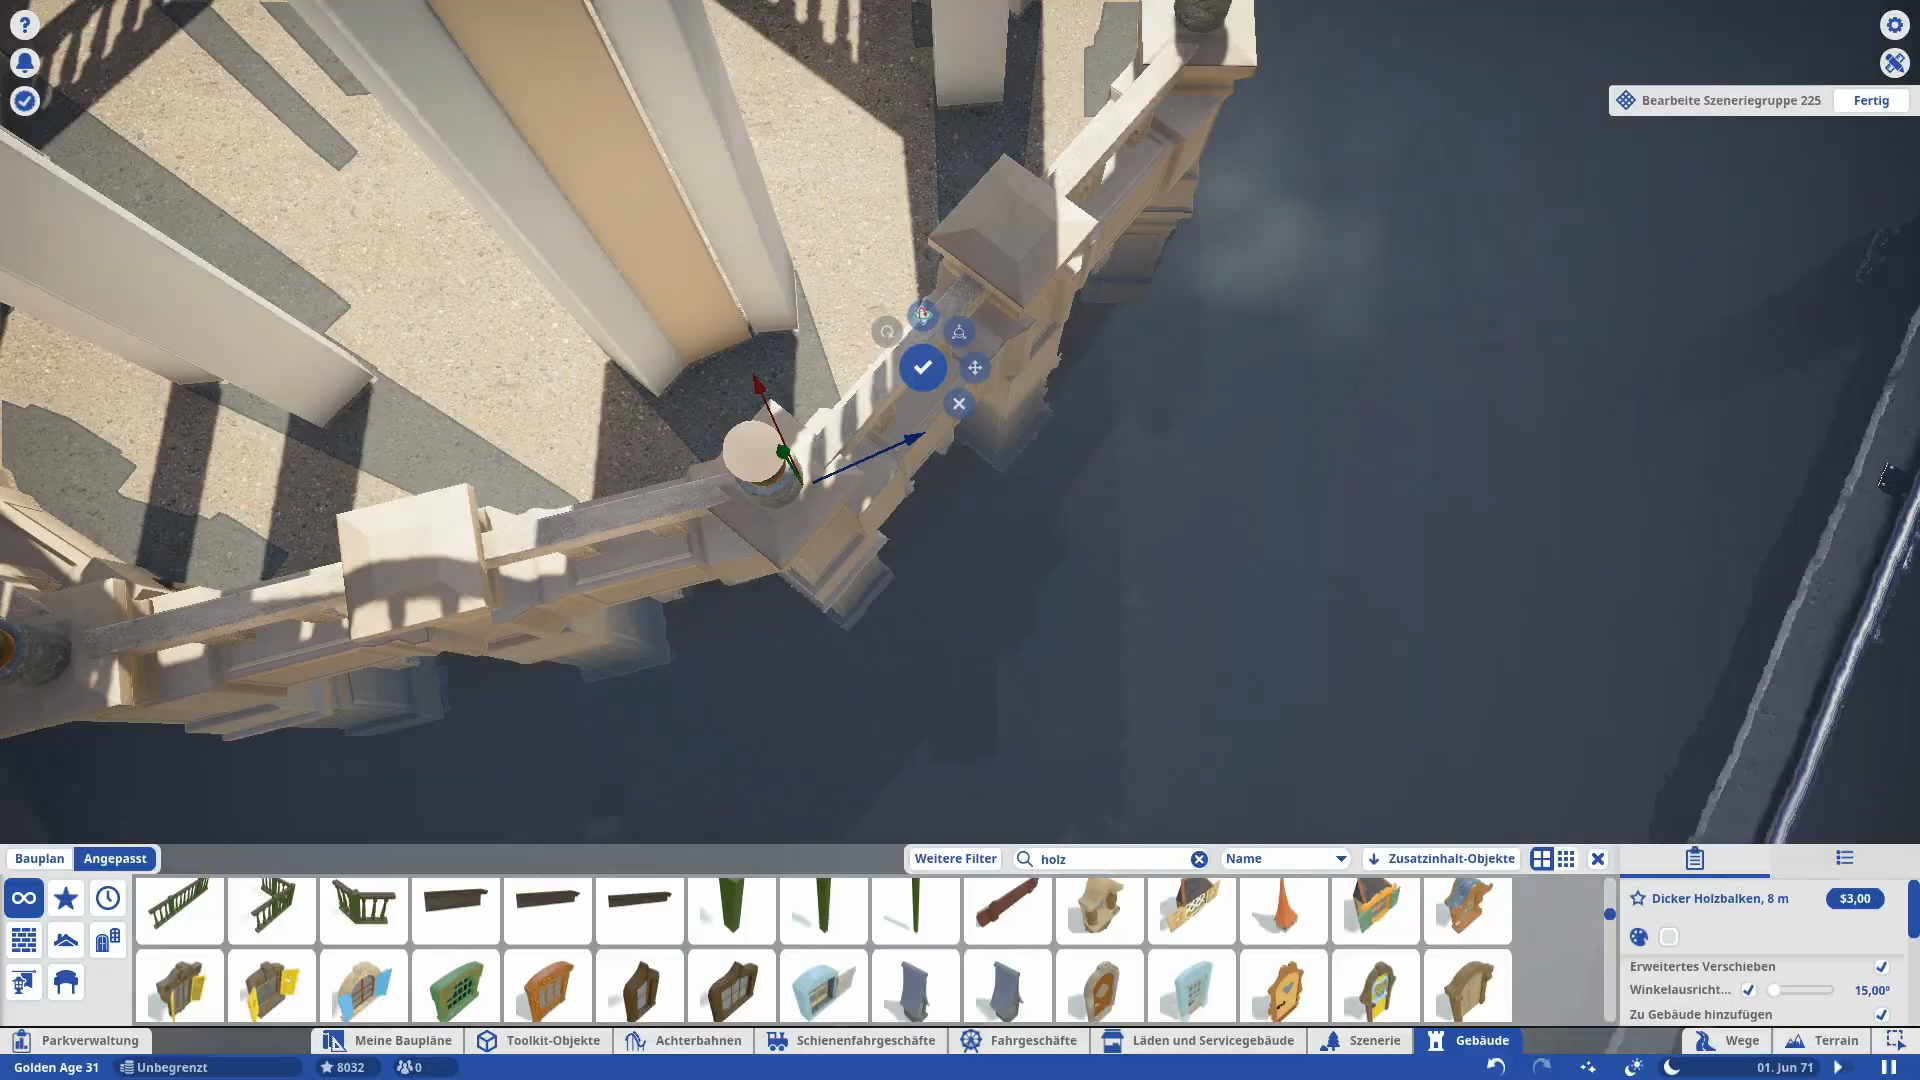 ?
Bearbeite Szeneriegruppe 225
Fertig
Bauplan
Angepasst
Weitere Filter
holz
Name
Zusatzinhalt-Objekte
Dicker Holzbalken, 8 m
$3,00
Erweitertes Verschieben
Winkelausricht...
15,00°
Zu Gebäude hinzufügen
Parkverwaltung
Meine Baupläne
Toolkit-Objekte
Achterbahnen
Schienenfahrgeschäfte
Fahrgeschäfte
Läden und Servicegebäude
Szenerie
Gebäude
Wege
Terrain
Golden Age 31
Unbegrenzt
8032
0
01. Jun 71